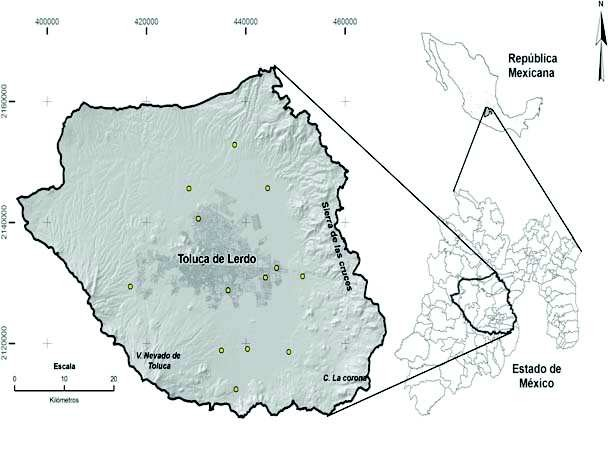 400000
420000
440000
460000
N
República
Mexicana
2160000
2140000
2120000
Sierra de las cruces
Toluca de Lerdo
V. Nevado de
Toluca
C. La corona
Escala
0 10 20
Kilómetros
Estado de
México